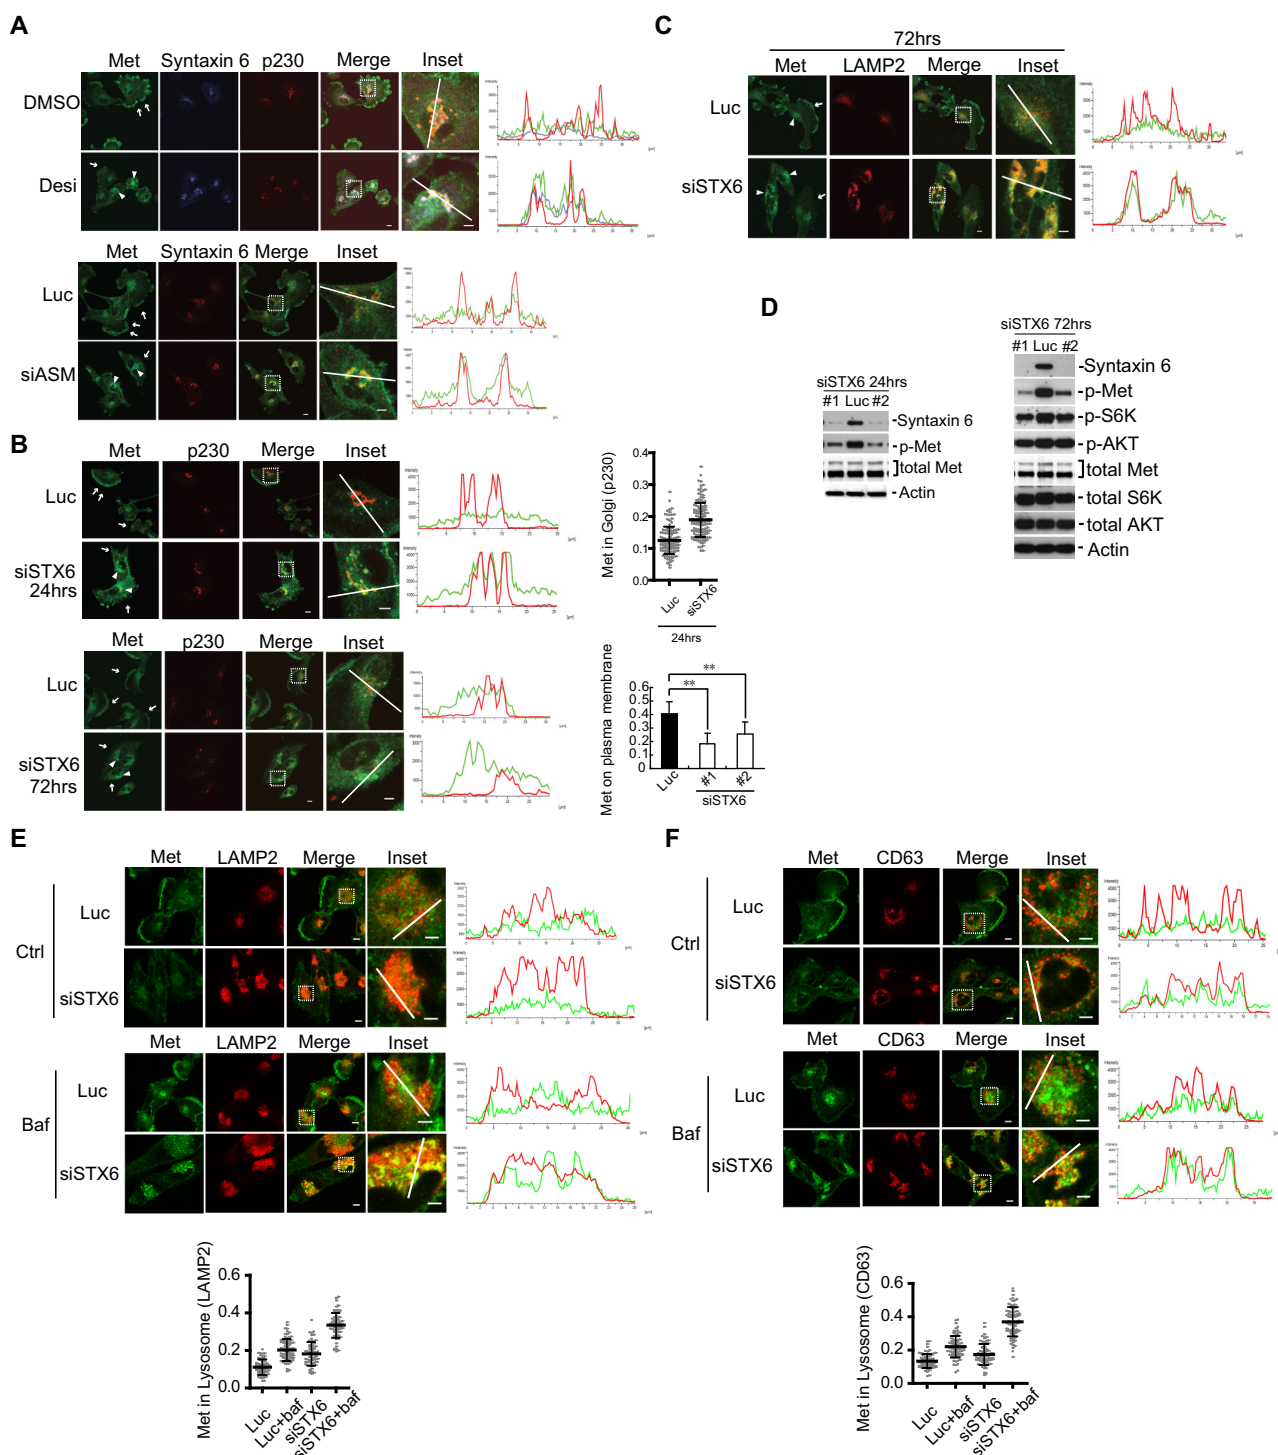 A
Met Syntaxin 6 p230 Merge Inset
DMSO
Desi
Met Syntaxin 6 Merge Inset
Luc
siASM
B
Met p230 Merge Inset
Luc
siSTX6
24hrs
Met p230 Merge Inset
Luc
siSTX6
72hrs
Met in Golgi (p230)
0.4
0.3
0.2
0.1
0.0
Luc siSTX6
24hrs
Met on plasma membrane
** 
**
0.6
0.5
0.4
0.3
0.2
0.1
0
Luc #1 #2
siSTX6
C
72hrs
Met LAMP2 Merge Inset
Luc
siSTX6
D
siSTX6 24hrs
#1 Luc #2
-Syntaxin 6
-p-Met
total Met
-Actin
siSTX6 72hrs
#1 Luc #2
-Syntaxin 6
-p-Met
-p-S6K
-p-AKT
total Met
-total S6K
-total AKT
- Actin
E
Met LAMP2 Merge Inset
Ctrl
Luc
siSTX6
Met LAMP2 Merge Inset
Baf
Luc
siSTX6
Met in Lysosome (LAMP2)
0.6
0.4
0.2
0.0
Luc Luc+baf siSTX6 siSTX6+baf
F
Met CD63 Merge Inset
Ctrl
Luc
siSTX6
Met CD63 Merge Inset
Baf
Luc
siSTX6
Met in Lysosome (CD63)
0.6
0.4
0.2
0.0
Luc Luc+baf siSTX6 siSTX6+baf